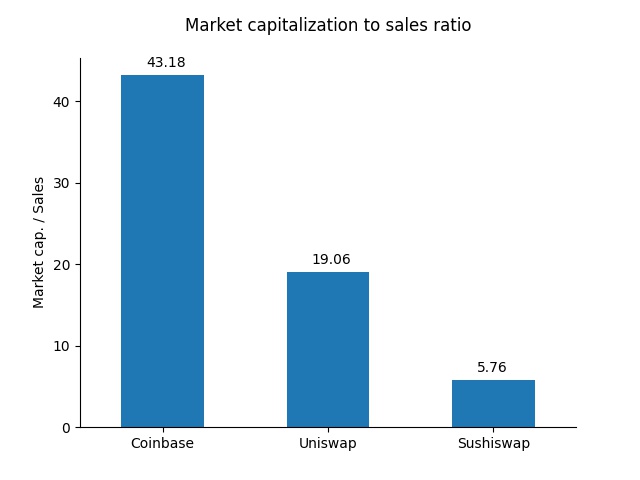 Market capitalization to sales ratio
43.18
19.06
5.76
Market cap. / Sales
40
30
20
10
0
Coinbase
Uniswap
Sushiswap